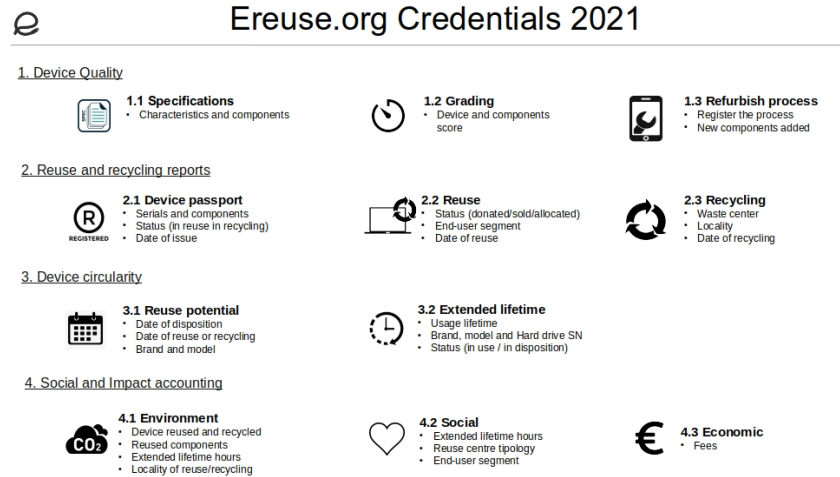 Ereuse.org Credentials 2021
1. Device Quality
SPEC
1.1 Specifications
• Characteristics and components
1.2 Grading
• Device and components
score
1.3 Refurbish process
• Register the process
• New components added
2. Reuse and recycling reports
R
REGISTERED
2.1 Device passport
• Serials and components
• Status (in reuse in recycling)
• Date of issue
2.2 Reuse
• Status (donated/sold/allocated)
• End-user segment
• Date of reuse
2.3 Recycling
• Waste center
• Locality
• Date of recycling
3. Device circularity
3.1 Reuse potential
• Date of disposition
• Date of reuse or recycling
• Brand and model
3.2 Extended lifetime
• Usage lifetime
• Brand, model and Hard drive SN
• Status (in use / in disposition)
4. Social and Impact accounting
CO2
4.1 Environment
• Device reused and recycled
• Reused components
• Extended lifetime hours
• Locality of reuse/recycling
4.2 Social
• Extended lifetime hours
• Reuse centre tipology
• End-user segment
€
4.3 Economic
• Fees